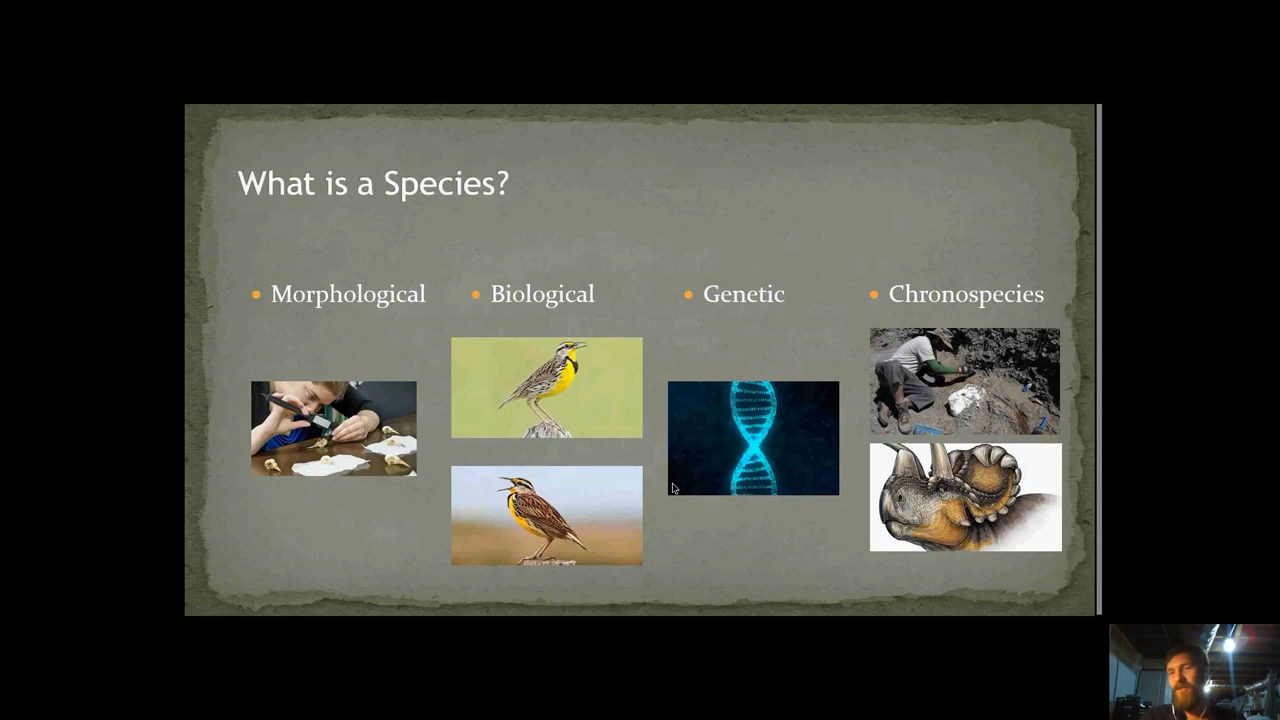 What is a Species?
Morphological
Biological
Genetic
Chronospecies